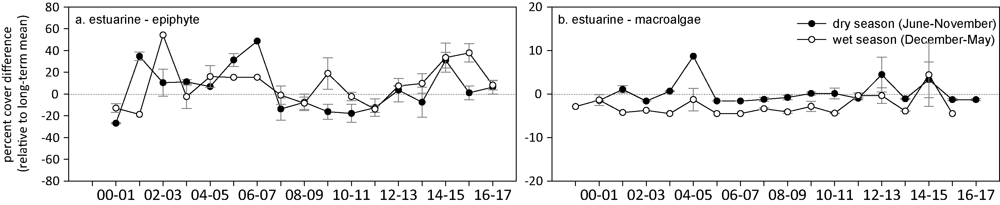 percent cover difference
(relative to long-term mean)
80
60
40
20
0
-20
-40
-60
-80
a. estuarine - epiphyte
00-01 02-03 04-05 06-07 08-09 10-11 12-13 14-15 16-17
20
10
0
-10
-20
b. estuarine - macroalgae
dry season (June-November)
wet season (December-May)
00-01 02-03 04-05 06-07 08-09 10-11 12-13 14-15 16-17